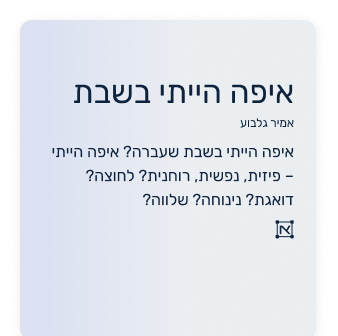 איפה הייתי בשבת
אמיר גלבוע
איפה הייתי בשבת שעברה? איפה הייתי
– פיזית, נפשית, רוחנית? לחוצה?
דואגת? נינוחה? שלווה?